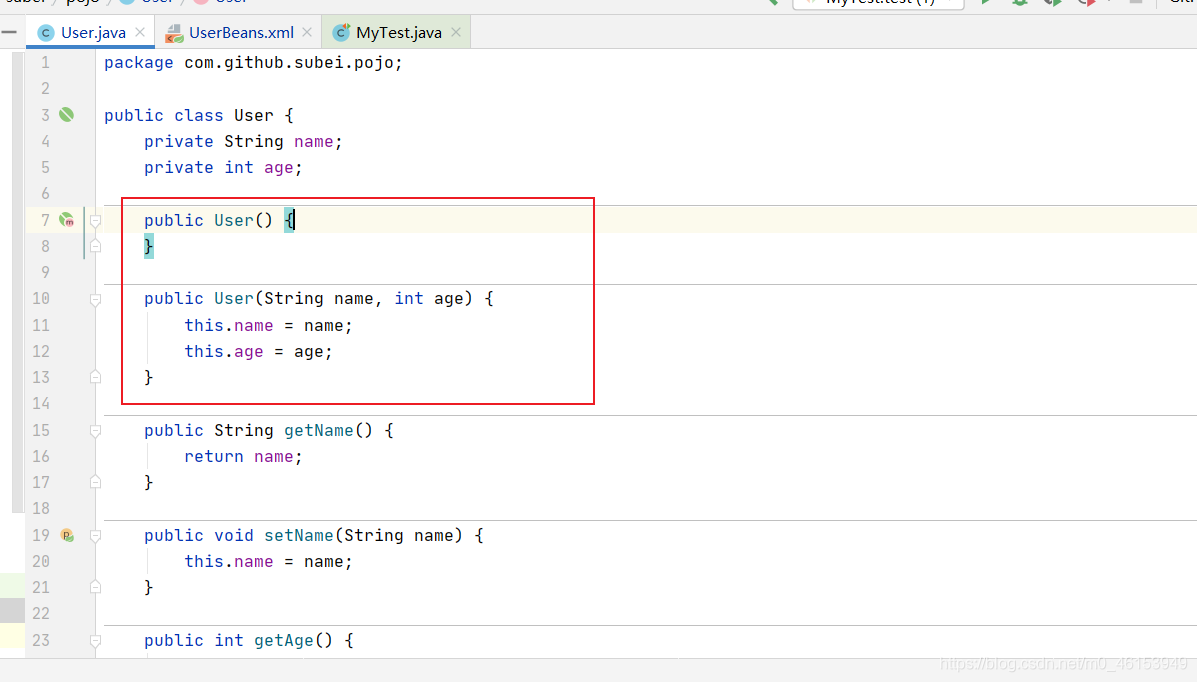 User.java
UserBeans.xml
MyTest.java
1 package com.github.subei.pojo;
2
3 public class User {
4 private String name;
5 private int age;
6
7 public User() {
8 }
9
10 public User(String name, int age) {
11 this.name = name;
12 this.age = age;
13 }
14
15 public String getName() {
16 return name;
17 }
18
19 public void setName(String name) {
20 this.name = name;
21 }
22
23 public int getAge() {
https://blog.csdn.net/m0_46153949